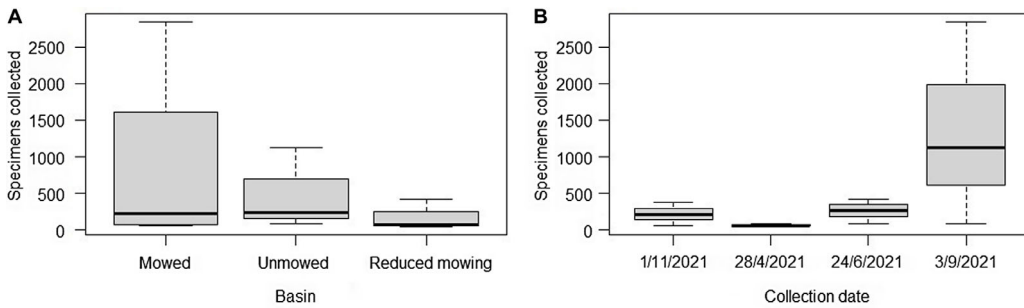 A
Specimens collected
2500
2000
1500
1000
500
0
Mowed Unmowed Reduced mowing
Basin
B
Specimens collected
2500
2000
1500
1000
500
0
1/11/2021 28/4/2021 24/6/2021 3/9/2021
Collection date